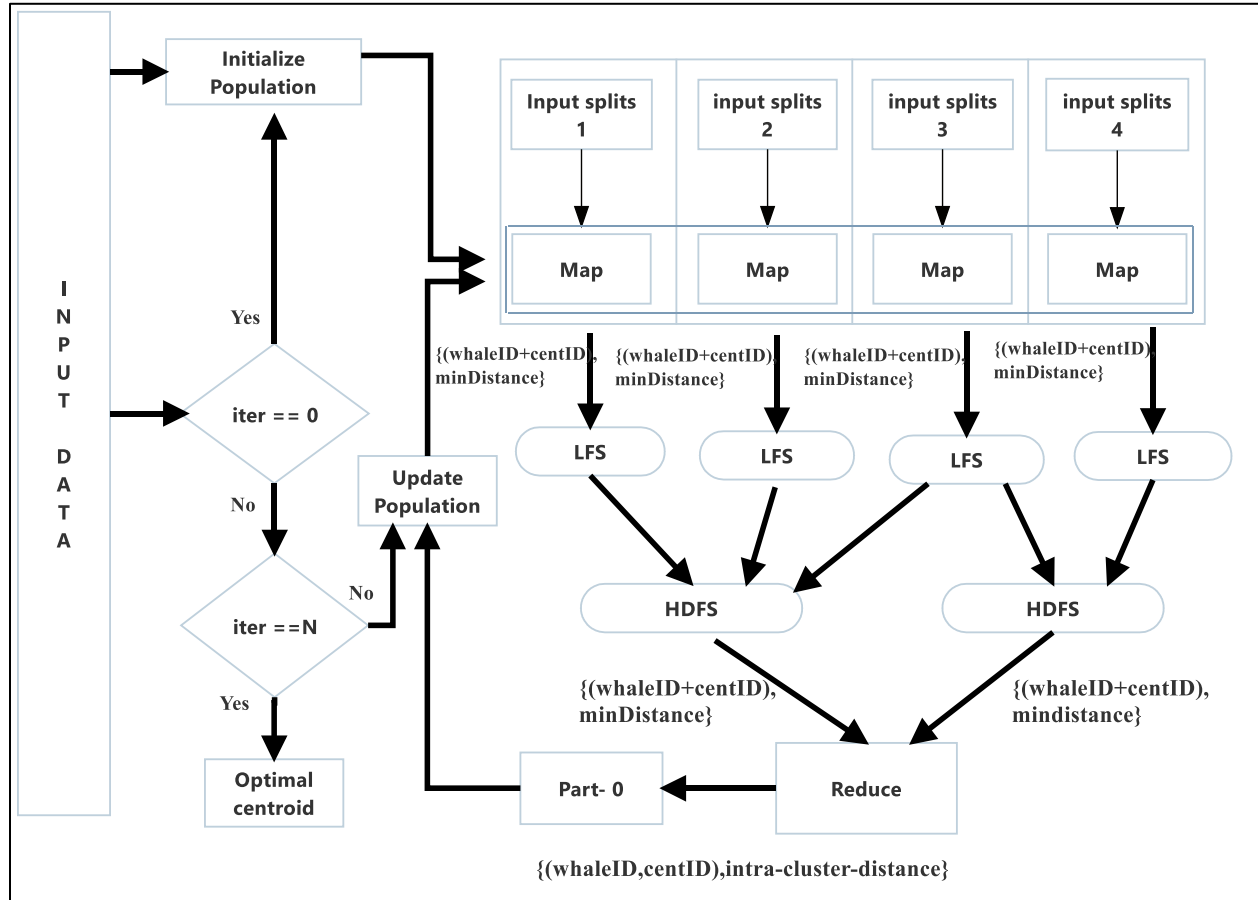 INPUT DATA
Initialize
Population
Input splits
1
input splits
2
input splits
3
input splits
4
Map
Map
Map
Map
Yes
{(whaleID+centID),
minDistance}
{(whaleID+centID),
minDistance}
{(whaleID+centID),
minDistance}
{(whaleID+centID),
minDistance}
iter == 0
LFS
LFS
LFS
LFS
No
Update
Population
No
iter ==N
HDFS
HDFS
{(whaleID+centID),
minDistance}
{(whaleID+centID),
mindistance}
Yes
Optimal
centroid
Part- 0
Reduce
{(whaleID,centID),intra-cluster-distance}